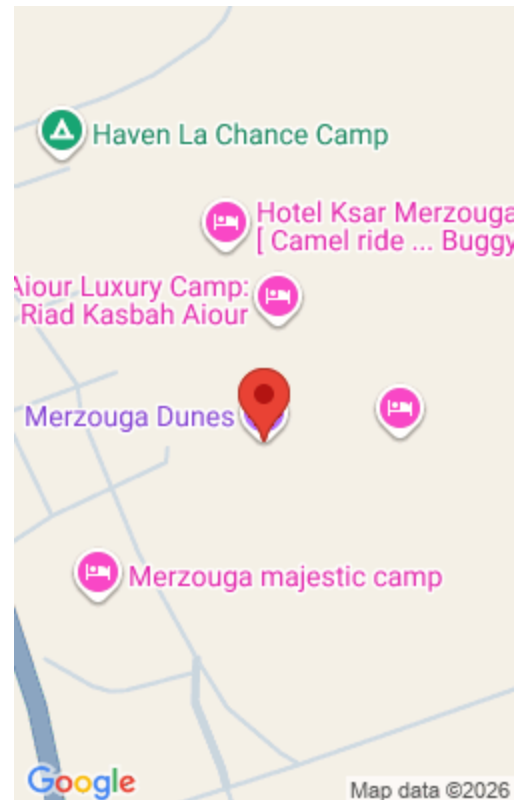 Haven La Chance Camp
Hotel Ksar Merzouga
[ Camel ride ... Buggy
Aiour Luxury Camp:
Riad Kasbah Aiour
Merzouga Dunes
Merzouga majestic camp
Google
Map data ©2026